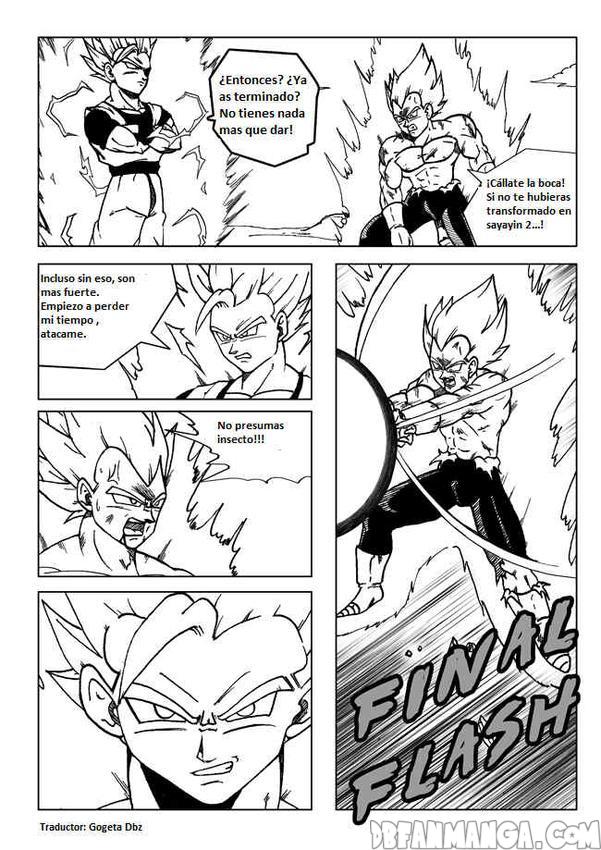 ¿Entonces? ¿Ya
as terminado?
No tienes nada
mas que dar!
¡Cállate la boca!
Si no te hubieras
transformado en
sayayin 2...!
Incluso sin eso, son
mas fuerte.
Empiezo a perder
mi tiempo ,
atacame.
No presumas
insecto!!!
FINAL
FLASH
Traductor: Gogeta Dbz
DBFANMANGA.COM